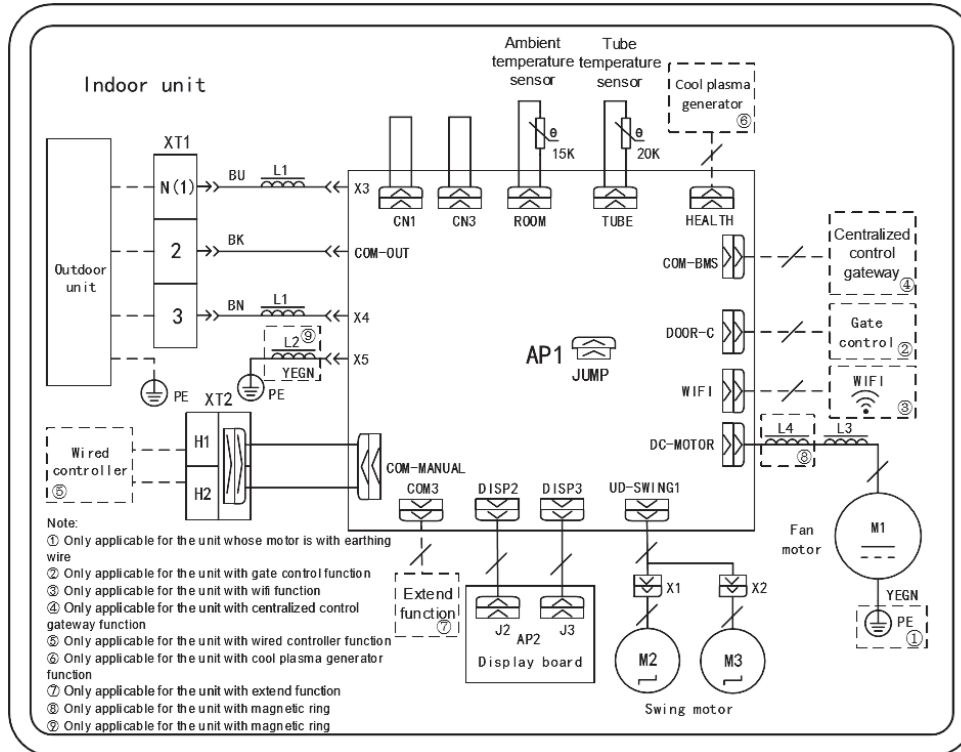 Indoor unit
Ambient
temperature
sensor
Tube
temperature
sensor
Cool plasma
generator
⑥
θ
15K
θ
20K
XT1
N(1)
BU
L1
X3
CN1
CN3
ROOM
TUBE
HEALTH
2
BK
COM-OUT
COM-BMS
Centralized
control
gateway
④
Outdoor
unit
3
BN
L1
X4
⑨
L2
X5
YEGN
PE
PE
AP1
JUMP
DOOR-C
Gate
control
②
WIFI
WIFI
③
DC-MOTOR
L4
⑧
L3
XT2
H1
H2
Wired
controller
⑤
COM-MANUAL
COM3
DISP2
DISP3
UD-SWING1
Extend
function
⑦
J2
J3
AP2
Display board
X1
X2
M2
M3
Swing motor
Fan
motor
M1
YEGN
PE
①
Note:
① Only applicable for the unit whose motor is with earthing
wire
② Only applicable for the unit with gate control function
③ Only applicable for the unit with wifi function
④ Only applicable for the unit with centralized control
gateway function
⑤ Only applicable for the unit with wired controller function
⑥ Only applicable for the unit with cool plasma generator
function
⑦ Only applicable for the unit with extend function
⑧ Only applicable for the unit with magnetic ring
⑨ Only applicable for the unit with magnetic ring